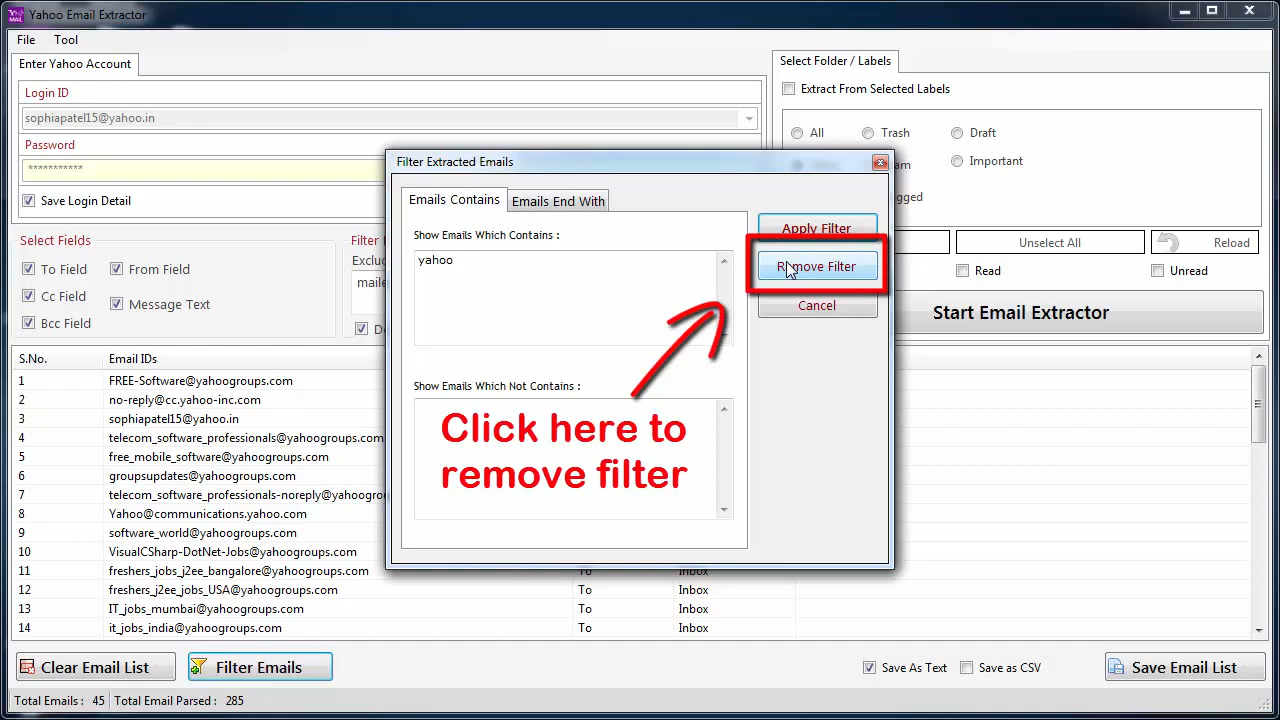 Yahoo Email Extractor
File Tool
Enter Yahoo Account
Login ID
sophiapatel15@yahoo.in
Password
***********
Save Login Detail
Select Fields
To Field
From Field
Cc Field
Message Text
Bcc Field
Select Folder / Labels
Extract From Selected Labels
All
Trash
Draft
Important
Unselect All
Reload
Read
Unread
Start Email Extractor
Filter Extracted Emails
Emails Contains
Emails End With
Show Emails Which Contains :
yahoo
Show Emails Which Not Contains :
Apply Filter
Remove Filter
Cancel
Click here to
remove filter
S.No. Email IDs
1 FREE-Software@yahoogroups.com
2 no-reply@cc.yahoo-inc.com
3 sophiapatel15@yahoo.in
4 telecom_software_professionals@yahoogroups.com
5 free_mobile_software@yahoogroups.com
6 groupsupdates@yahoogroups.com
7 telecom_software_professionals-noreply@yahoog
8 Yahoo@communications.yahoo.com
9 software_world@yahoogroups.com
10 VisualCSharp-DotNet-Jobs@yahoogroups.com
11 freshers_jobs_j2ee_bangalore@yahoogroups.com To Inbox
12 freshers_j2ee_jobs_USA@yahoogroups.com To Inbox
13 IT_jobs_mumbai@yahoogroups.com To Inbox
14 it_jobs_india@yahoogroups.com To Inbox
Clear Email List
Filter Emails
Save As Text
Save as CSV
Save Email List
Total Emails : 45 Total Email Parsed : 285